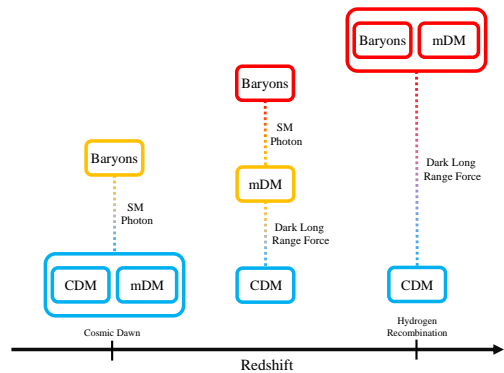 Baryons
SM
Photon
CDM
mDM
Cosmic Dawn
Baryons
SM
Photon
mDM
Dark Long
Range Force
CDM
Baryons
mDM
Dark Long
Range Force
CDM
Hydrogen
Recombination
Redshift